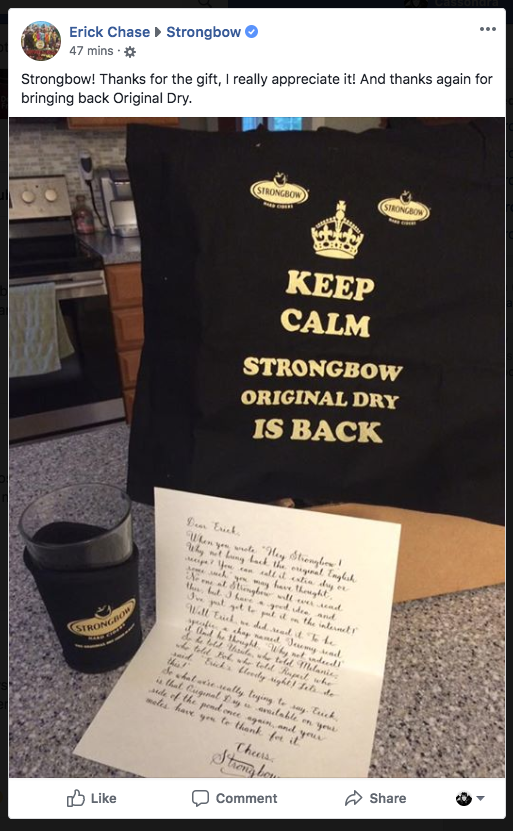 Erick Chase ▸ Strongbow
47 mins ·
Strongbow! Thanks for the gift, I really appreciate it! And thanks again for
bringing back Original Dry.
STRONGBOW
HARD CIDERS
STRONGBOW
HARD CIDERS
KEEP
CALM
STRONGBOW
ORIGINAL DRY
IS BACK
STRONGBOW
HARD CIDERS
Dear Erick,
When you wrote "Hey Strongbow!
Why not bring back the original English
recipe? You can call it extra dry or
some such, you may have thought,
No one at Strongbow will ever read
this, but I have a good idea and
I've just got to put it on the internet!"
Well Erick, we did read it. To be
specific, a chap named Jeremy read
it. And he thought, "Why not indeed!"
So he told Ursula, who told Melanie,
who told Bob, who told Rupert, who
said, "Erick's bloody right! Let's do
this!"
So what we're really trying to say, Erick,
is that Original Dry is available on your
side of the pond once again, and your
mates have you to thank for it.
Cheers,
Strongbow
Like
Comment
Share